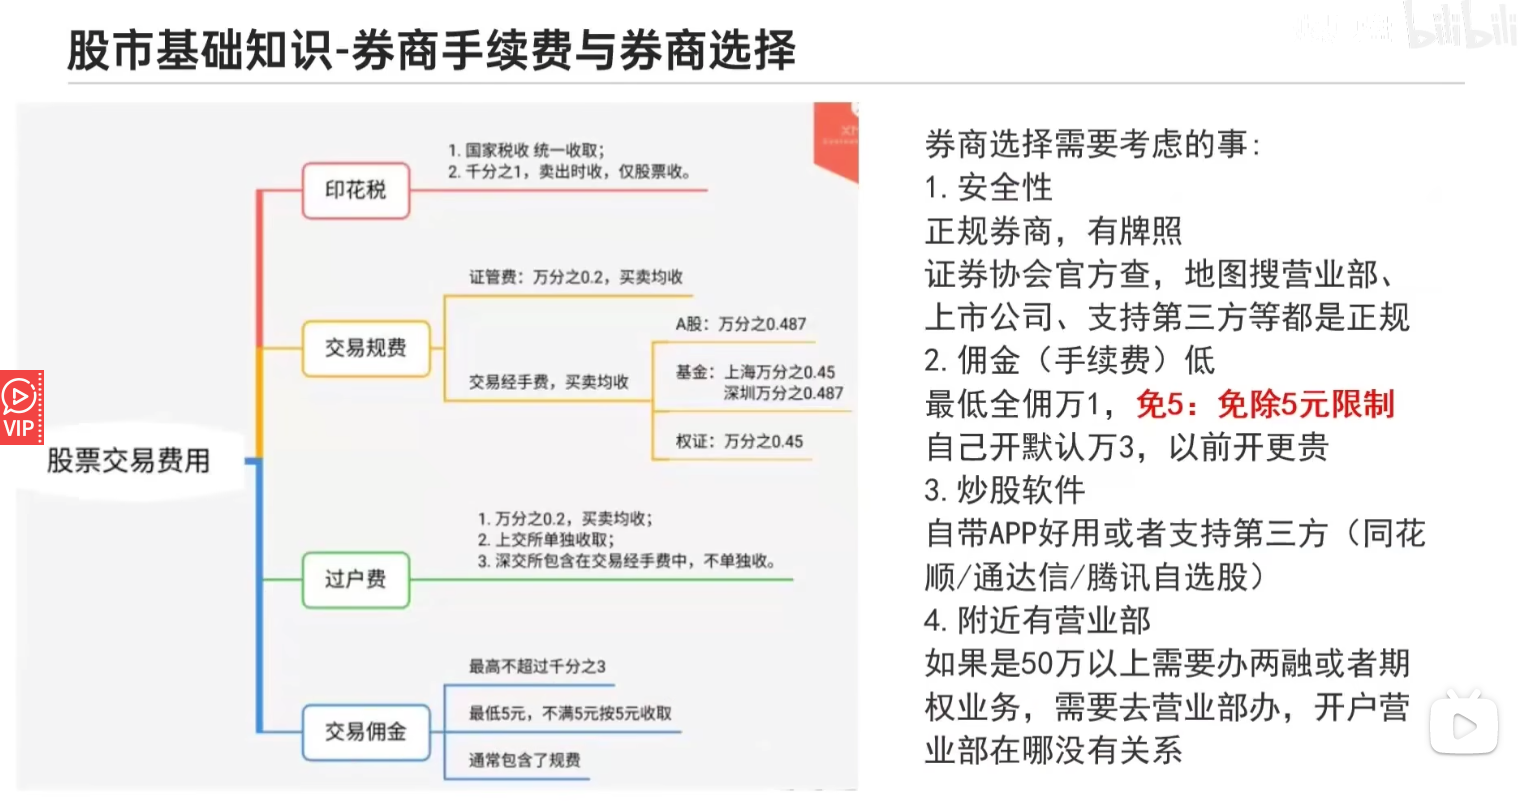 股市基础知识-券商手续费与券商选择
bilibili
股票交易费用
印花税
1. 国家税收 统一收取；
2. 千分之1，卖出时收，仅股票收。
交易规费
证管费：万分之0.2，买卖均收
交易经手费，买卖均收
A股：万分之0.487
基金：上海万分之0.45
深圳万分之0.487
权证：万分之0.45
过户费
1. 万分之0.2，买卖均收；
2. 上交所单独收取；
3. 深交所包含在交易经手费中，不单独收。
交易佣金
最高不超过千分之3
最低5元，不满5元按5元收取
通常包含了规费
VIP
券商选择需要考虑的事:
1. 安全性
正规券商，有牌照
证券协会官方查，地图搜营业部、
上市公司、支持第三方等都是正规
2. 佣金（手续费）低
最低全佣万1，免5：免除5元限制
自己开默认万3，以前开更贵
3. 炒股软件
自带APP好用或者支持第三方（同花
顺/通达信/腾讯自选股）
4. 附近有营业部
如果是50万以上需要办两融或者期
权业务，需要去营业部办，开户营
业部在哪没有关系